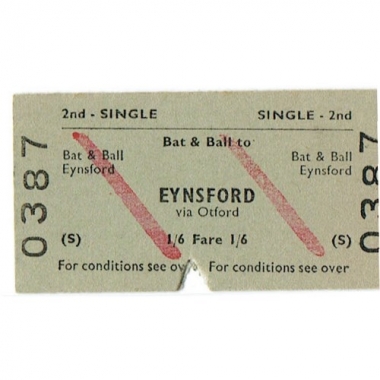 2nd - SINGLE SINGLE - 2nd
Bat & Ball to
Bat & Ball Bat & Ball
Eynsford Eynsford
EYNSFORD
via Otford
(S) 1/6 Fare 1/6 (S)
For conditions see over For conditions see over
0387
0387